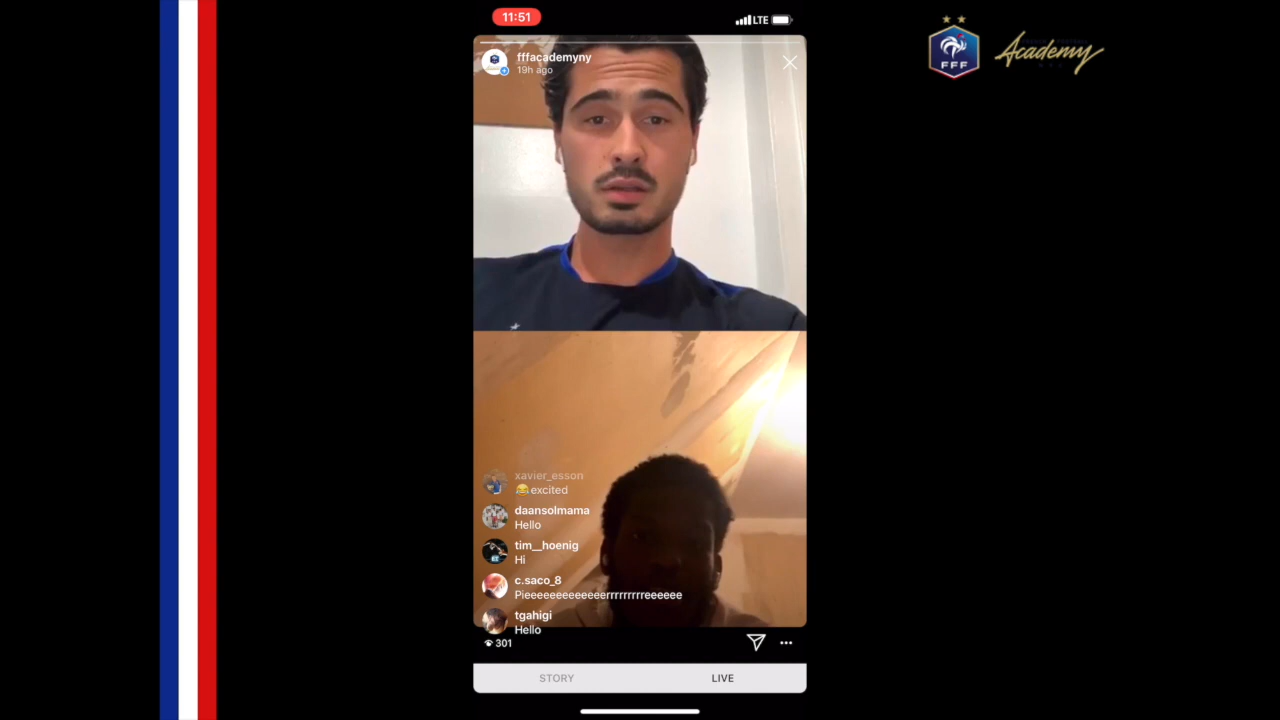 11:51
LTE
fffacademyny
19h ago
FFF
Academy
xavier_esson
😂excited
daansolmama
Hello
tim__hoenig
Hi
c.saco_8
Pieeeeeeeeeeeeerrrrrrrrreeeeee
tgahigi
Hello
301
STORY
LIVE